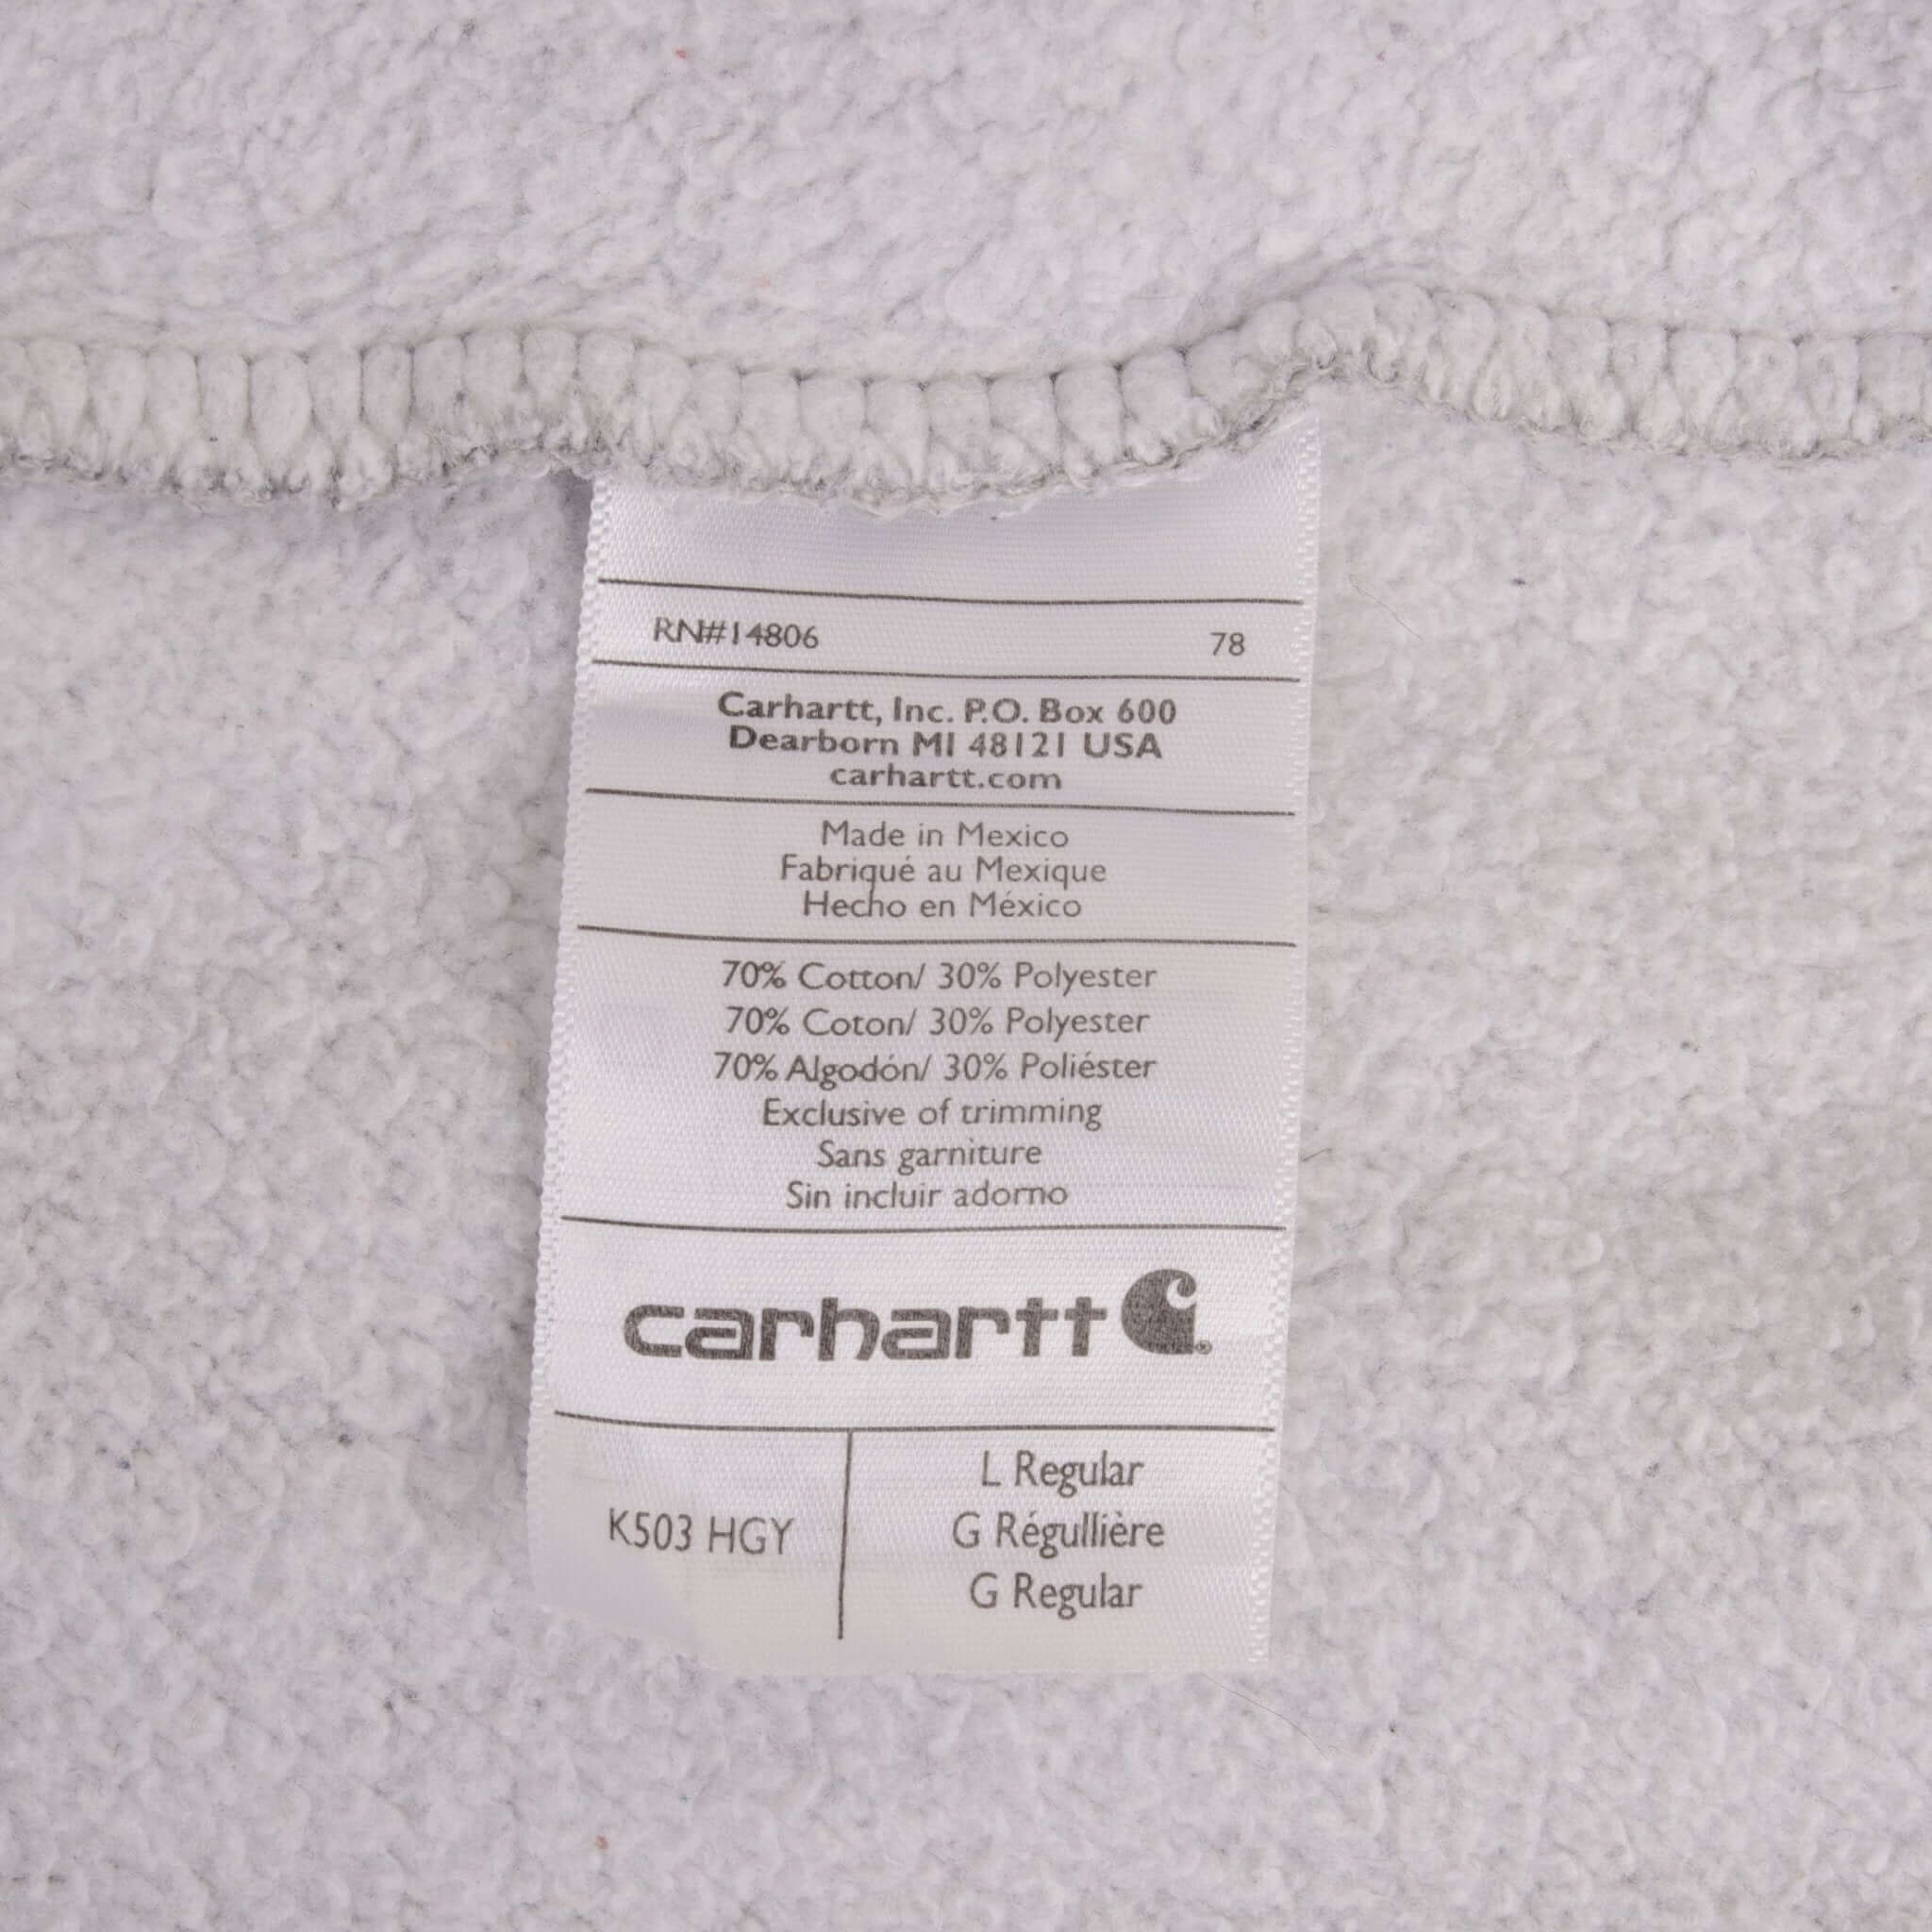 RN#14806 78
Carhartt, Inc. P.O. Box 600
Dearborn MI 48121 USA
carhartt.com
Made in Mexico
Fabriqué au Mexique
Hecho en México
70% Cotton/ 30% Polyester
70% Coton/ 30% Polyester
70% Algodón/ 30% Poliéster
Exclusive of trimming
Sans garniture
Sin incluir adorno
carhartt ®
K503 HGY
L Regular
G Régullière
G Regular